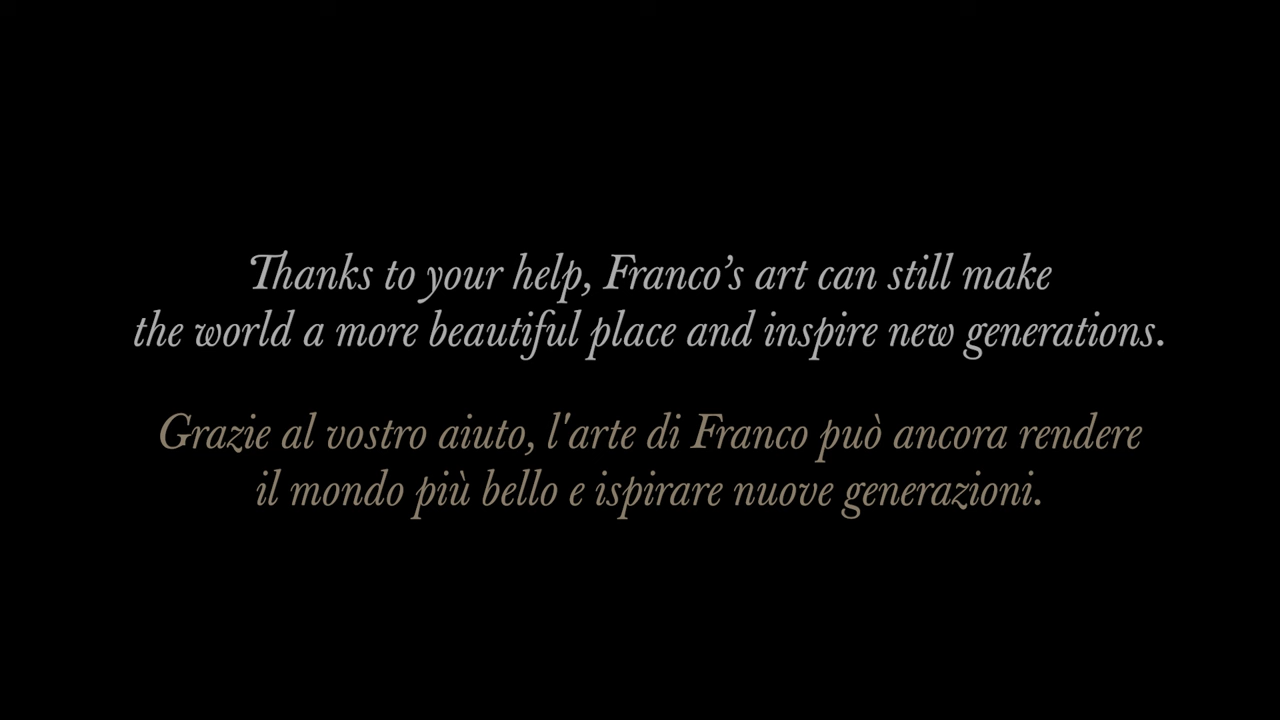 Thanks to your help, Franco’s art can still make
the world a more beautiful place and inspire new generations.
Grazie al vostro aiuto, l'arte di Franco può ancora rendere
il mondo più bello e ispirare nuove generazioni.